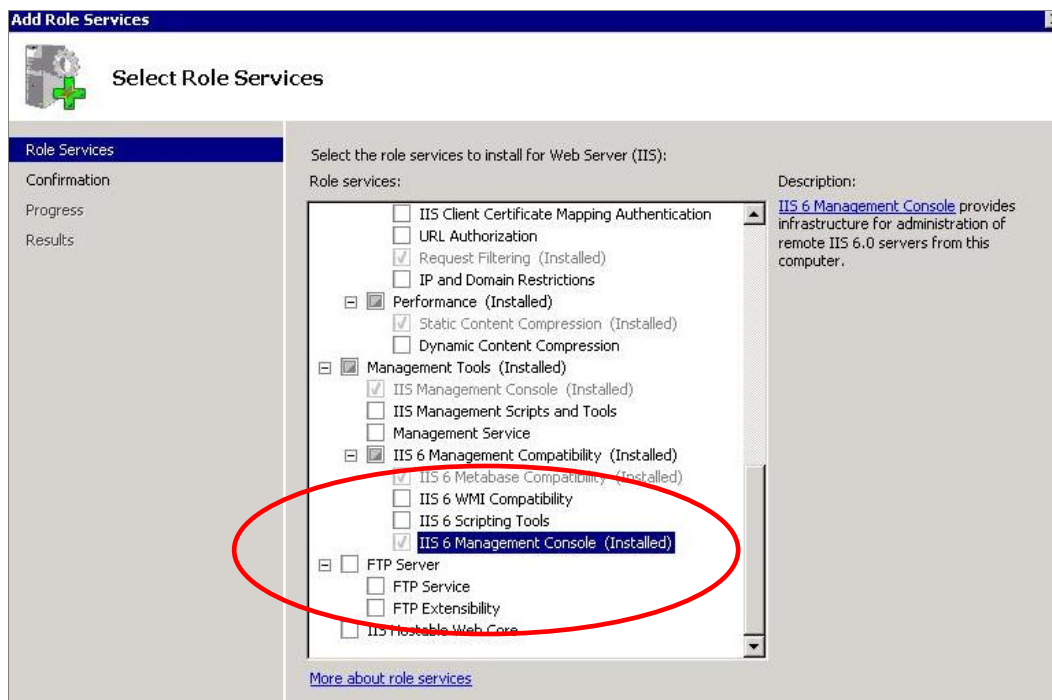 Add Role Services
Select Role Services
Role Services
Confirmation
Progress
Results
Select the role services to install for Web Server (IIS):
Role services:
IIS Client Certificate Mapping Authentication
URL Authorization
Request Filtering (Installed)
IP and Domain Restrictions
Performance (Installed)
Static Content Compression (Installed)
Dynamic Content Compression
Management Tools (Installed)
IIS Management Console (Installed)
IIS Management Scripts and Tools
Management Service
IIS 6 Management Compatibility (Installed)
IIS 6 Metabase Compatibility (Installed)
IIS 6 WMI Compatibility
IIS 6 Scripting Tools
IIS 6 Management Console (Installed)
FTP Server
FTP Service
FTP Extensibility
IIS Hostable Web Core
More about role services
Description:
IIS 6 Management Console provides
infrastructure for administration of
remote IIS 6.0 servers from this
computer.